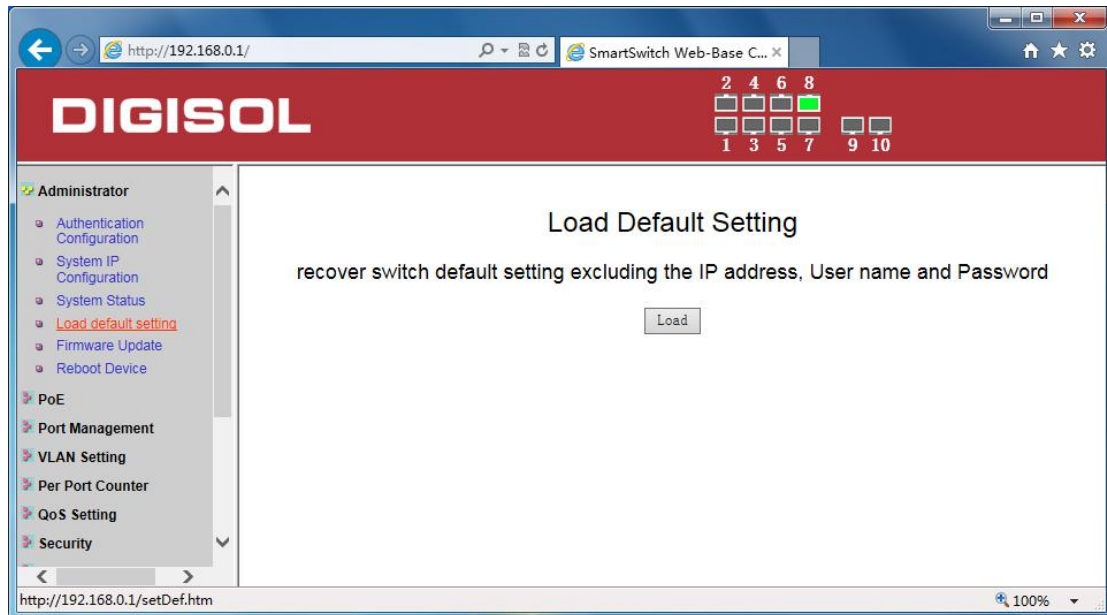 http://192.168.0.1/
SmartSwitch Web-Base C...
DIGISOL
2 4 6 8
1 3 5 7 9 10
Administrator
Authentication
Configuration
System IP
Configuration
System Status
Load default setting
Firmware Update
Reboot Device
PoE
Port Management
VLAN Setting
Per Port Counter
QoS Setting
Security
Load Default Setting
recover switch default setting excluding the IP address, User name and Password
Load
http://192.168.0.1/setDef.htm
100%